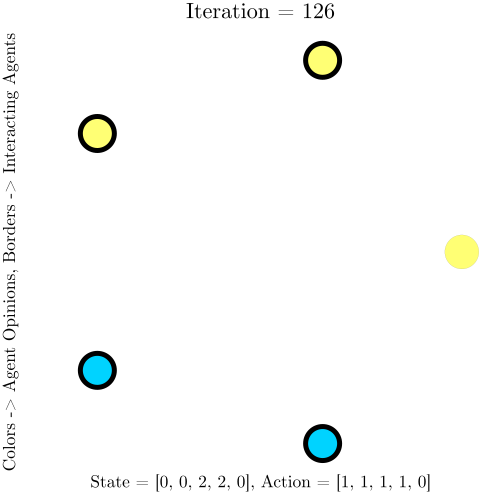 Iteration = 126
Colors -> Agent Opinions, Borders -> Interacting Agents
State = [0, 0, 2, 2, 0], Action = [1, 1, 1, 1, 0]